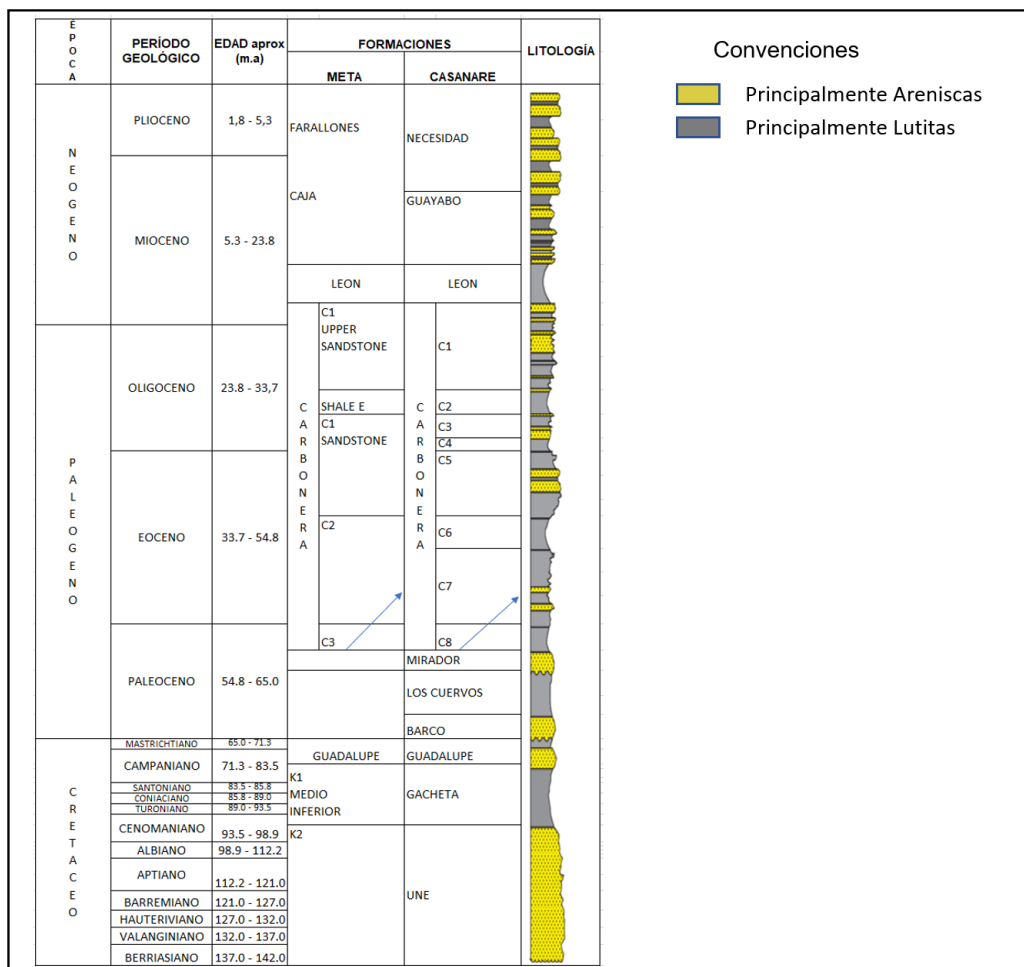 É
P
O
C
A
PERÍODO
GEOLÓGICO
EDAD aprox
(m.a)
FORMACIONES
META
CASANARE
LITOLOGÍA
Convenciones
Principalmente Areniscas
Principalmente Lutitas
N
E
O
G
E
N
O
PLIOCENO
1,8 - 5,3
FARALLONES
NECESIDAD
CAJA
GUAYABO
MIOCENO
5.3 - 23.8
LEON
LEON
P
A
L
E
O
G
E
N
O
OLIGOCENO
23.8 - 33,7
C
A
R
B
O
N
E
R
A
C1
UPPER
SANDSTONE
SHALE E
C1
SANDSTONE
C2
C3
C
A
R
B
O
N
E
R
A
C1
C2
C3
C4
C5
C6
C7
C8
EOCENO
33.7 - 54.8
PALEOCENO
54.8 - 65.0
MIRADOR
LOS CUERVOS
BARCO
C
R
E
T
A
C
E
O
MASTRICHTIANO
65.0 - 71.3
GUADALUPE
GUADALUPE
CAMPANIANO
71.3 - 83.5
K1
MEDIO
INFERIOR
GACHETA
SANTONIANO
83.5 - 85.8
CONIACIANO
85.8 - 89.0
TURONIANO
89.0 - 93.5
CENOMANIANO
93.5 - 98.9
K2
ALBIANO
98.9 - 112.2
APTIANO
112.2 - 121.0
UNE
BARREMIANO
121.0 - 127.0
HAUTERIVIANO
127.0 - 132.0
VALANGINIANO
132.0 - 137.0
BERRIASIANO
137.0 - 142.0